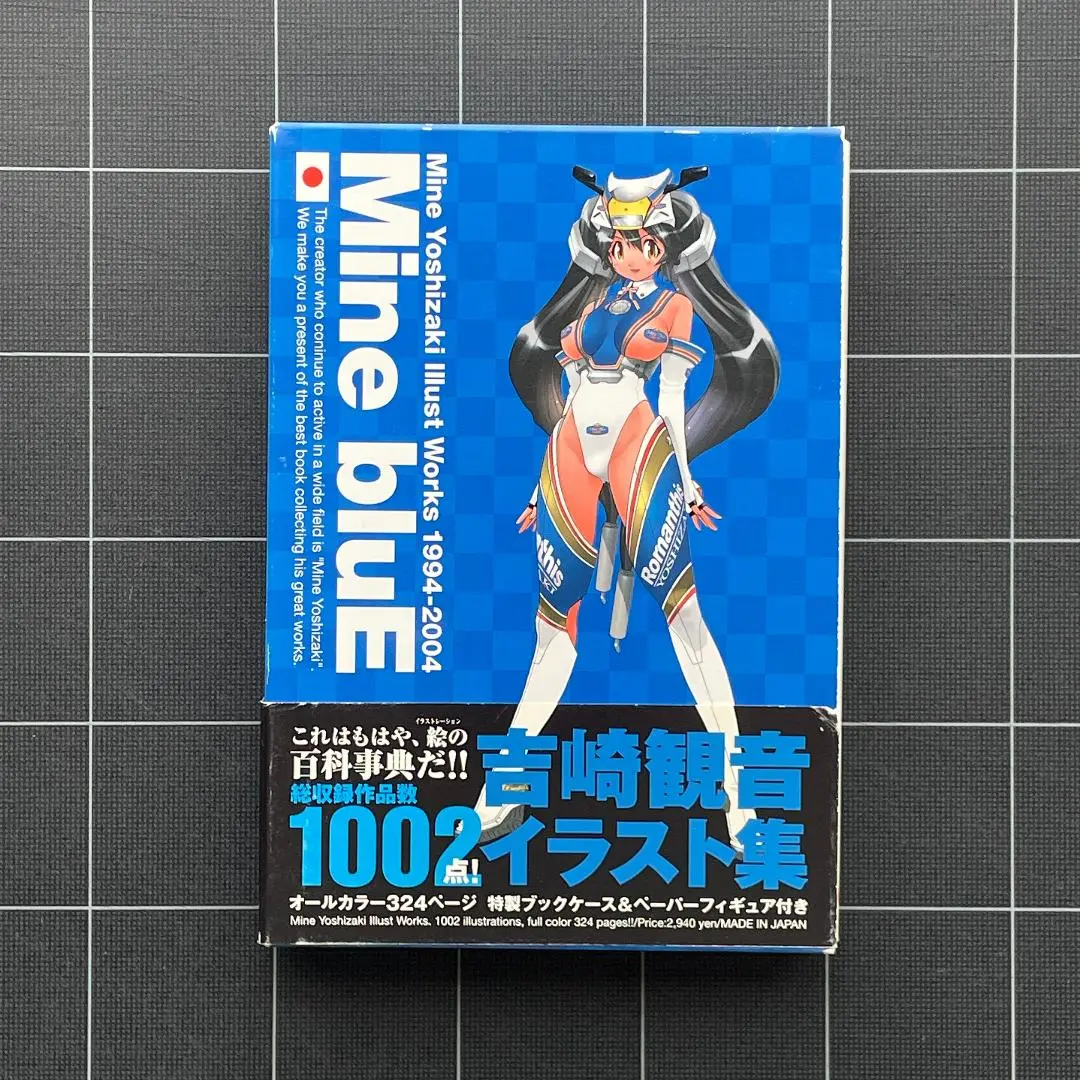 Mine Yoshizaki Illust Works 1994-2004
Mine bluE
The creator who coninue to active in a wide field is "Mine Yoshizaki".
We make you a present of the best book collecting his great works.
Romanthis
YOSHIZA
nthis
これはもはや、絵の
イラストレーション
百科事典だ!!
総収録作品数
1002点!
吉崎観音
イラスト集
オールカラー324ページ 特製ブックケース&ペーパーフィギュア付き
Mine Yoshizaki Illust Works. 1002 illustrations, full color 324 pages!!/Price:2,940 yen/MADE IN JAPAN